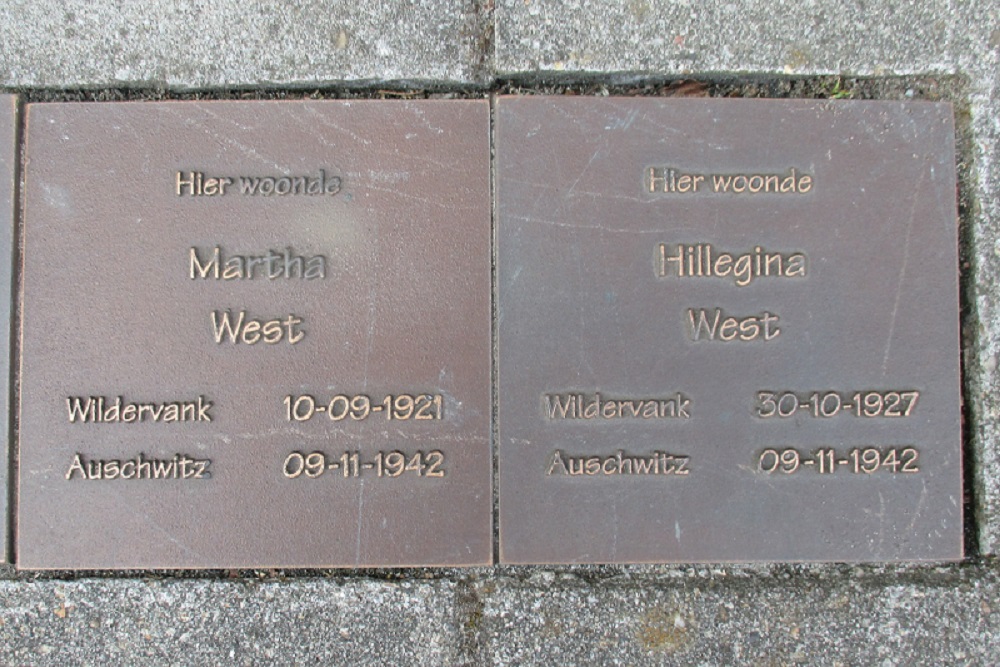 Hier woonde
Martha
West
Wildervank 10-09-1921
Auschwitz 09-11-1942
Hier woonde
Hillegina
West
Wildervank 30-10-1927
Auschwitz 09-11-1942